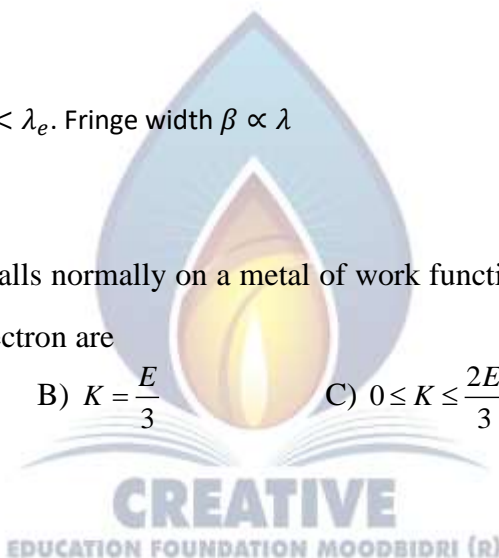 < λₑ. Fringe width β ∝ λ
alls normally on a metal of work functi
ctron are
B) K = E/3 C) 0 ≤ K ≤ 2E/3
CREATIVE
EDUCATION FOUNDATION MOODBIDRI (R)